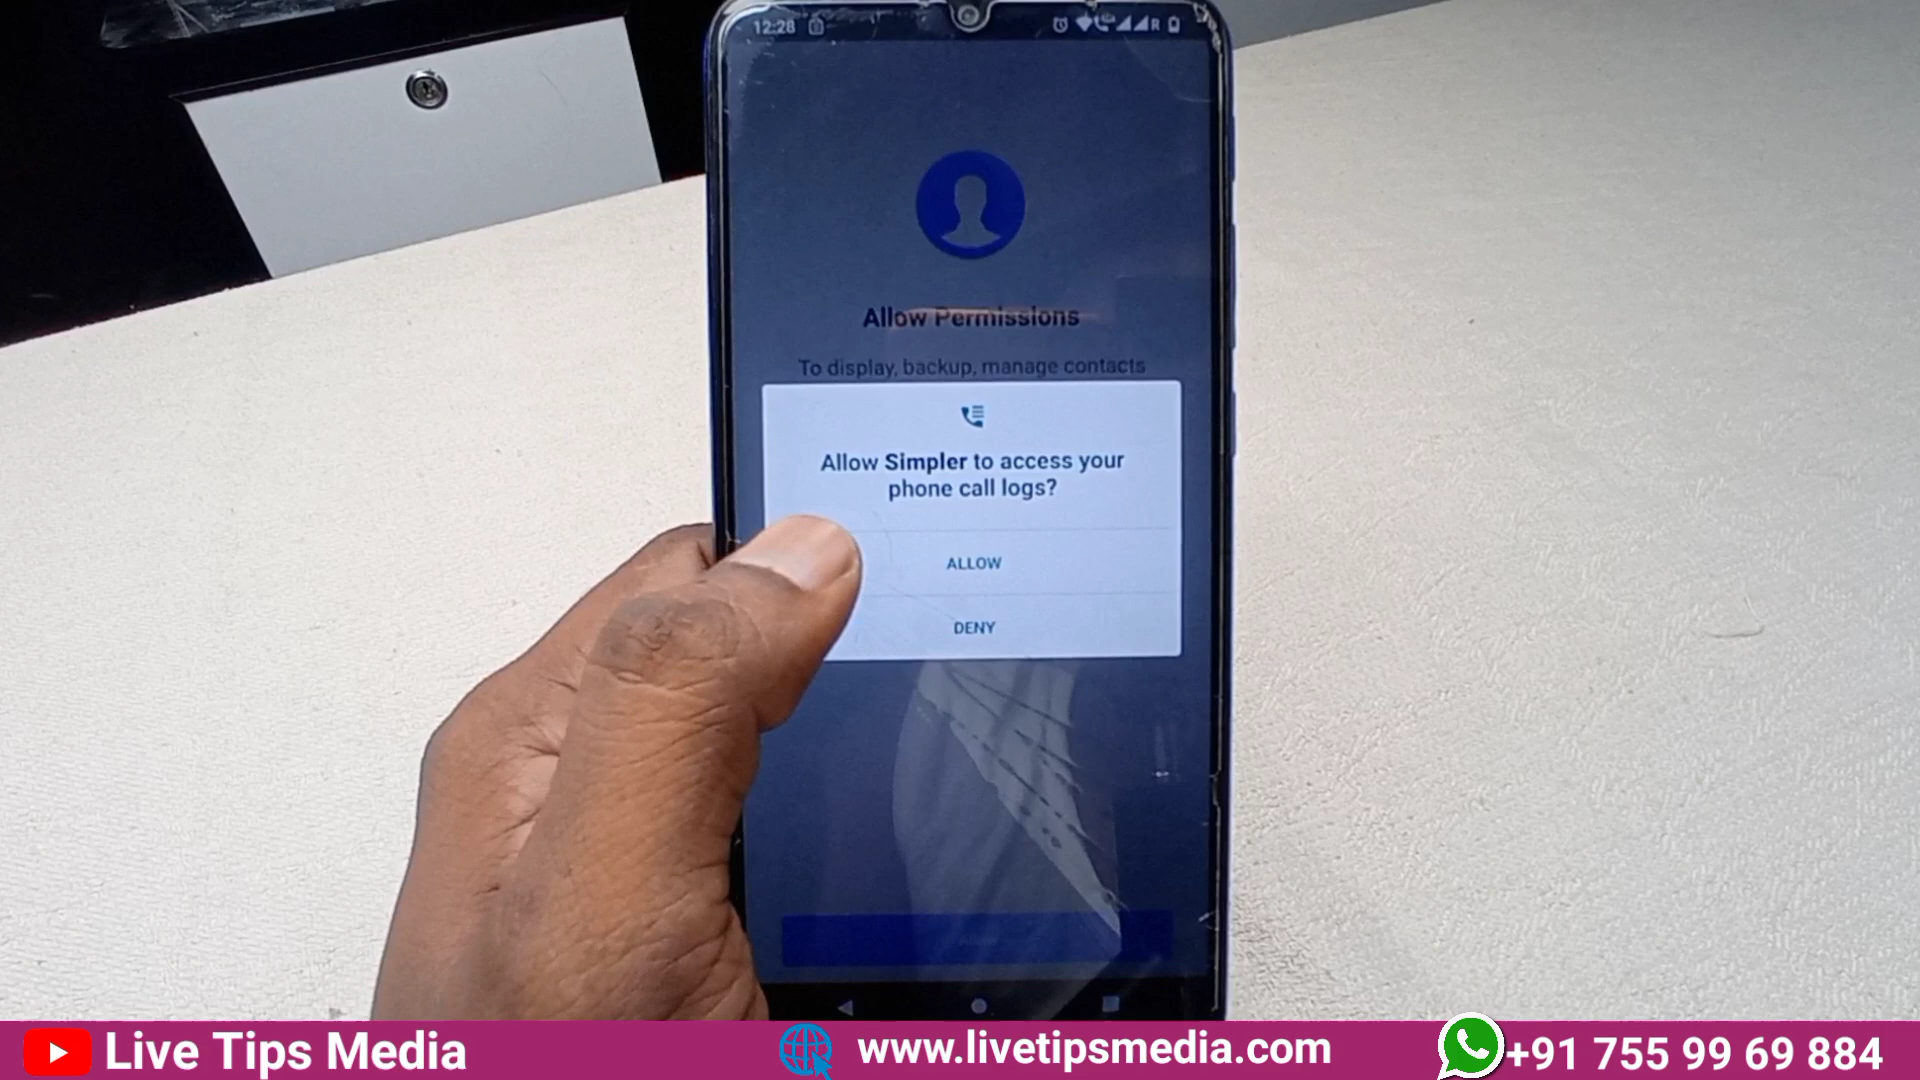 12:28
R
Allow Permissions
To display, backup, manage contacts
Allow Simpler to access your
phone call logs?
ALLOW
DENY
Live Tips Media
www.livetipsmedia.com
+91 755 99 69 884